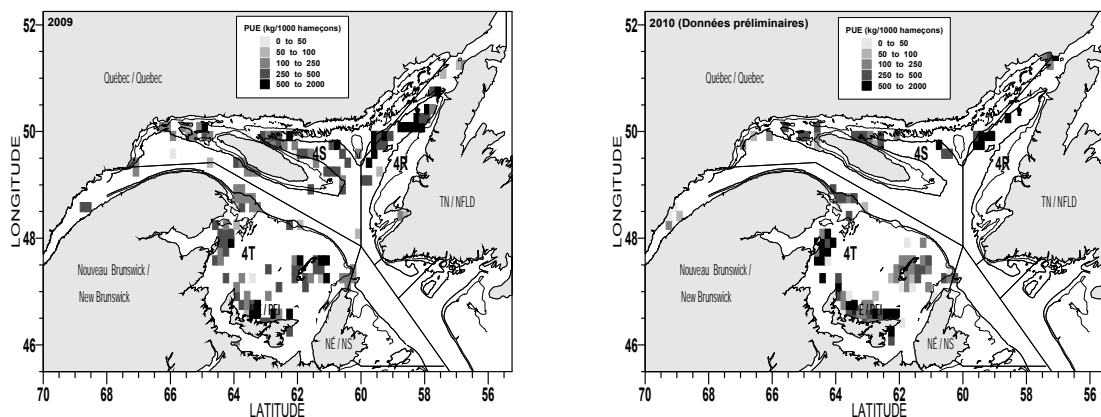 2009
PUE (kg/1000 hameçons)
0 to 50
50 to 100
100 to 250
250 to 500
500 to 2000
Québec / Quebec
4S
4R
TN / NFLD
4T
Nouveau Brunswick /
New Brunswick
NÉ / NS
52
50
48
46
LONGITUDE
70 68 66 64 62 60 58 56
LATITUDE
2010 (Données préliminaires)
PUE (kg/1000 hameçons)
0 to 50
50 to 100
100 to 250
250 to 500
500 to 2000
Québec / Quebec
4S
4R
TN / NFLD
4T
Nouveau Brunswick /
New Brunswick
NÉ / NS
52
50
48
46
LONGITUDE
70 68 66 64 62 60 58 56
LATITUDE